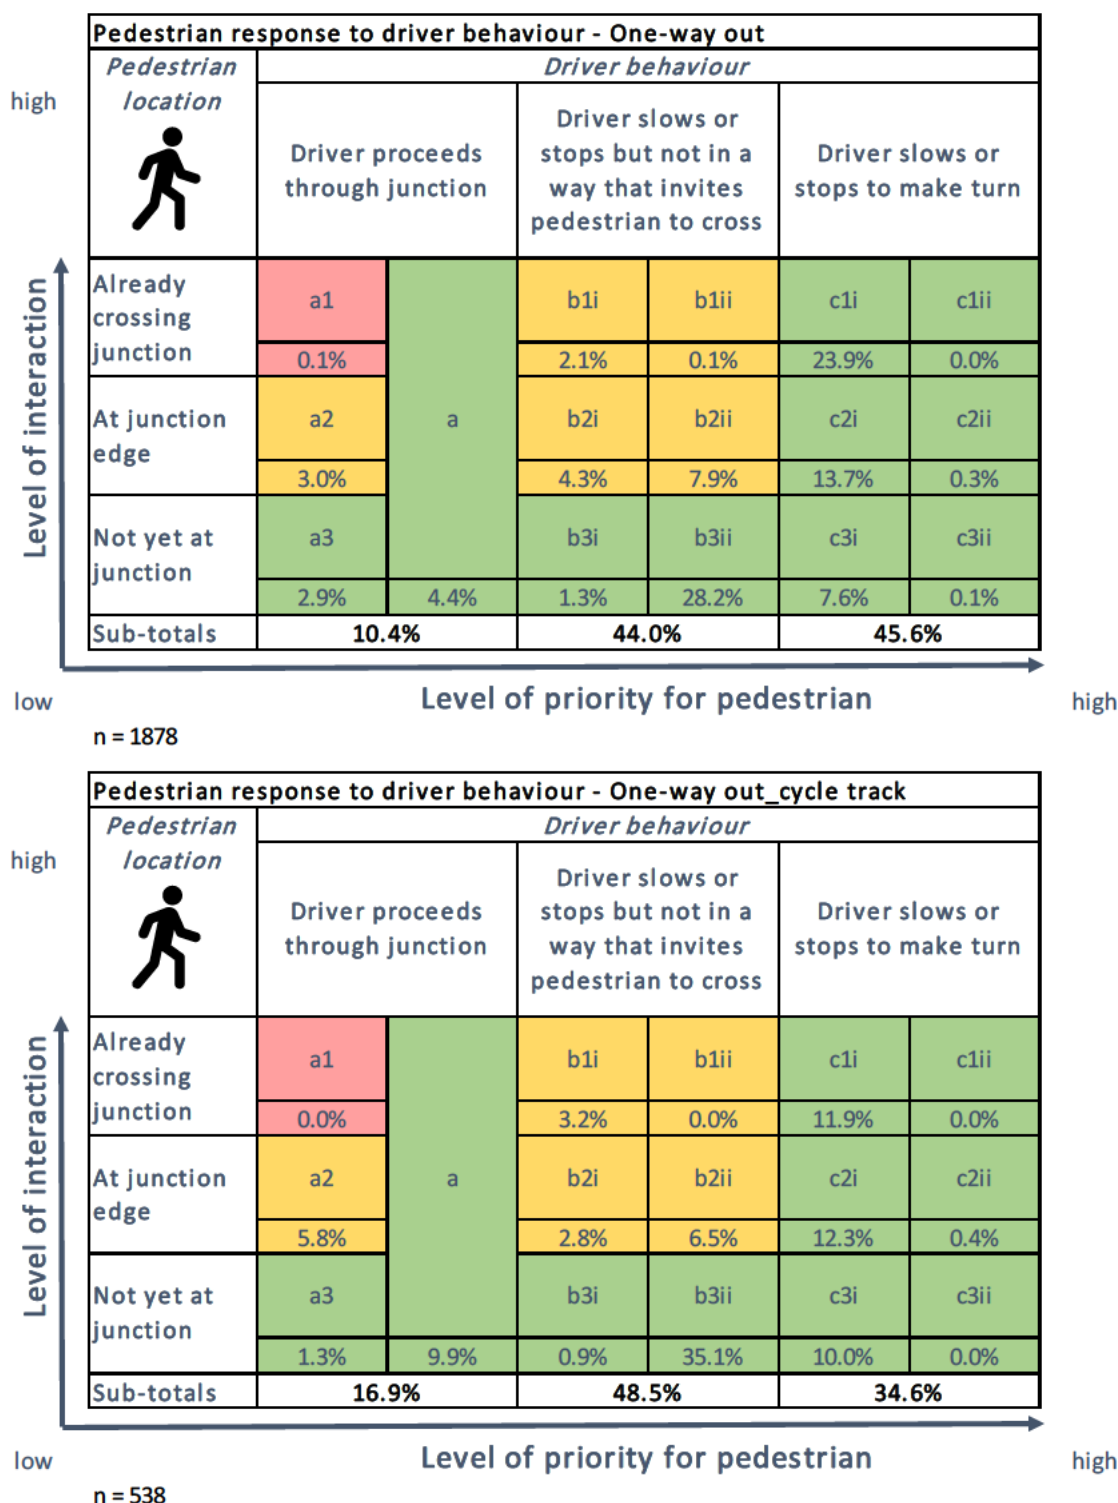 Pedestrian response to driver behaviour - One-way out
Pedestrian location
Driver behaviour
high
Driver proceeds
through junction
Driver slows or
stops but not in a
way that invites
pedestrian to cross
Driver slows or
stops to make turn
Level of interaction
Already
crossing
junction
a1
b1i
b1ii
c1i
c1ii
0.1%
2.1%
0.1%
23.9%
0.0%
At junction
edge
a2
a
b2i
b2ii
c2i
c2ii
3.0%
4.3%
7.9%
13.7%
0.3%
Not yet at
junction
a3
b3i
b3ii
c3i
c3ii
2.9%
4.4%
1.3%
28.2%
7.6%
0.1%
Sub-totals
10.4%
44.0%
45.6%
low
Level of priority for pedestrian
high
n = 1878
Pedestrian response to driver behaviour - One-way out_cycle track
Pedestrian location
Driver behaviour
high
Driver proceeds
through junction
Driver slows or
stops but not in a
way that invites
pedestrian to cross
Driver slows or
stops to make turn
Level of interaction
Already
crossing
junction
a1
b1i
b1ii
c1i
c1ii
0.0%
3.2%
0.0%
11.9%
0.0%
At junction
edge
a2
a
b2i
b2ii
c2i
c2ii
5.8%
2.8%
6.5%
12.3%
0.4%
Not yet at
junction
a3
b3i
b3ii
c3i
c3ii
1.3%
9.9%
0.9%
35.1%
10.0%
0.0%
Sub-totals
16.9%
48.5%
34.6%
low
Level of priority for pedestrian
high
n = 538